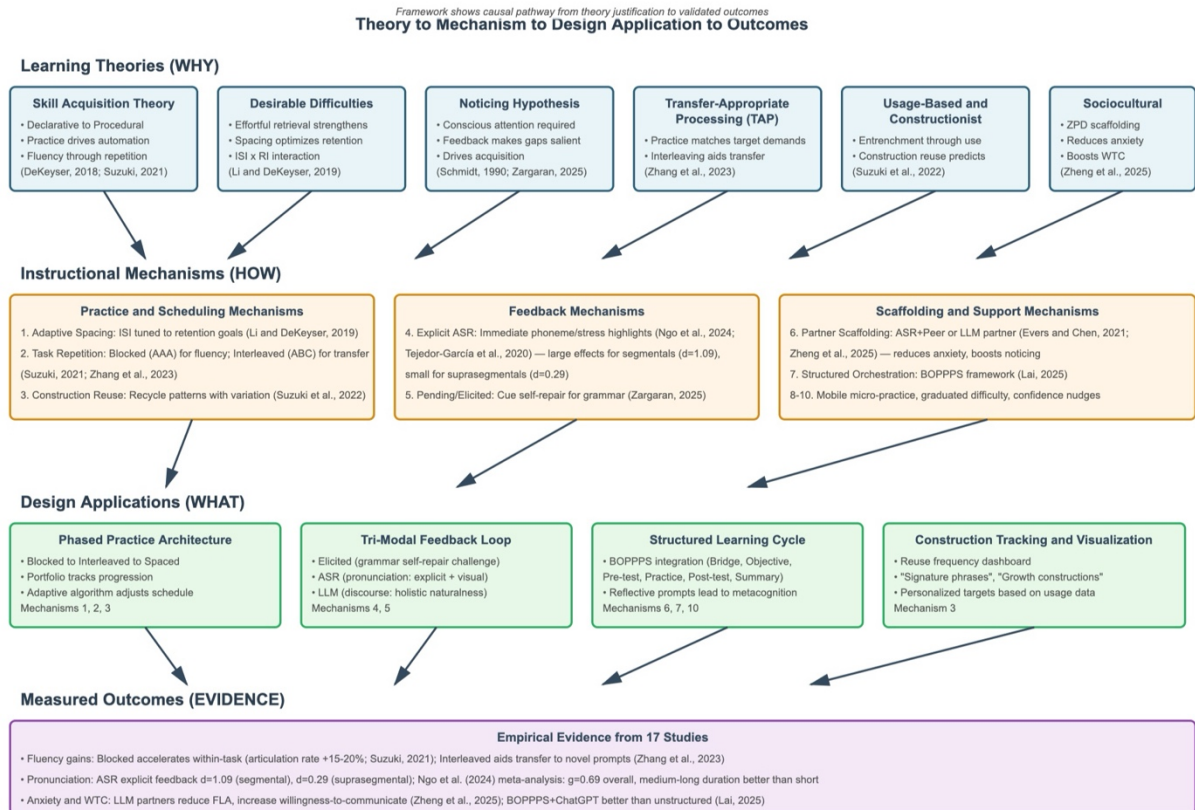 Framework shows causal pathway from theory justification to validated outcomes
Theory to Mechanism to Design Application to Outcomes
Learning Theories (WHY)
Skill Acquisition Theory
• Declarative to Procedural
• Practice drives automation
• Fluency through repetition
(DeKeyser, 2018; Suzuki, 2021)
Desirable Difficulties
• Effortful retrieval strengthens
• Spacing optimizes retention
• ISI x RI interaction
(Li and DeKeyser, 2019)
Noticing Hypothesis
• Conscious attention required
• Feedback makes gaps salient
• Drives acquisition
(Schmidt, 1990; Zargaran, 2025)
Transfer-Appropriate
Processing (TAP)
• Practice matches target demands
• Interleaving aids transfer
(Zhang et al., 2023)
Usage-Based and
Constructionist
• Entrenchment through use
• Construction reuse predicts
(Suzuki et al., 2022)
Sociocultural
• ZPD scaffolding
• Reduces anxiety
• Boosts WTC
(Zheng et al., 2025)
Instructional Mechanisms (HOW)
Practice and Scheduling Mechanisms
1. Adaptive Spacing: ISI tuned to retention goals (Li and DeKeyser, 2019)
2. Task Repetition: Blocked (AAA) for fluency; Interleaved (ABC) for transfer
(Suzuki, 2021; Zhang et al., 2023)
3. Construction Reuse: Recycle patterns with variation (Suzuki et al., 2022)
Feedback Mechanisms
4. Explicit ASR: Immediate phoneme/stress highlights (Ngo et al., 2024;
Tejedor-García et al., 2020) — large effects for segmentals (d=1.09),
small for suprasegmentals (d=0.29)
5. Pending/Elicited: Cue self-repair for grammar (Zargaran, 2025)
Scaffolding and Support Mechanisms
6. Partner Scaffolding: ASR+Peer or LLM partner (Evers and Chen, 2021;
Zheng et al., 2025) — reduces anxiety, boosts noticing
7. Structured Orchestration: BOPPPS framework (Lai, 2025)
8-10. Mobile micro-practice, graduated difficulty, confidence nudges
Design Applications (WHAT)
Phased Practice Architecture
• Blocked to Interleaved to Spaced
• Portfolio tracks progression
• Adaptive algorithm adjusts schedule
Mechanisms 1, 2, 3
Tri-Modal Feedback Loop
• Elicited (grammar self-repair challenge)
• ASR (pronunciation: explicit + visual)
• LLM (discourse: holistic naturalness)
Mechanisms 4, 5
Structured Learning Cycle
• BOPPPS integration (Bridge, Objective,
Pre-test, Practice, Post-test, Summary)
• Reflective prompts lead to metacognition
Mechanisms 6, 7, 10
Construction Tracking and Visualization
• Reuse frequency dashboard
• "Signature phrases", "Growth constructions"
• Personalized targets based on usage data
Mechanism 3
Measured Outcomes (EVIDENCE)
Empirical Evidence from 17 Studies
• Fluency gains: Blocked accelerates within-task (articulation rate +15-20%; Suzuki, 2021); Interleaved aids transfer to novel prompts (Zhang et al., 2023)
• Pronunciation: ASR explicit feedback d=1.09 (segmental), d=0.29 (suprasegmental); Ngo et al. (2024) meta-analysis: g=0.69 overall, medium-long duration better than short
• Anxiety and WTC: LLM partners reduce FLA, increase willingness-to-communicate (Zheng et al., 2025); BOPPPS+ChatGPT better than unstructured (Lai, 2025)